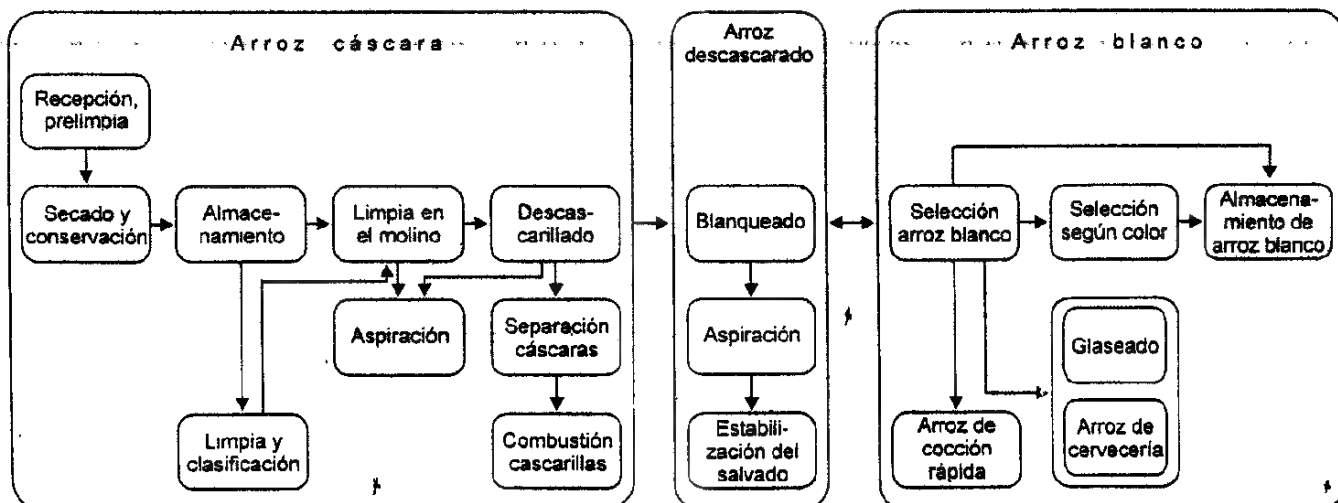 Arroz cáscara
Recepción,
prelimpia
Secado y
conservación
Almace-
namiento
Limpia en
el molino
Descas-
carillado
Aspiración
Separación
cáscaras
Limpia y
clasificación
Combustión
cascarillas
Arroz
descascarado
Blanqueado
Aspiración
Estabili-
zación del
salvado
Arroz blanco
Selección
arroz blanco
Selección
según color
Almacena-
miento de
arroz blanco
Glaseado
Arroz de
cocción
rápida
Arroz de
cervecería